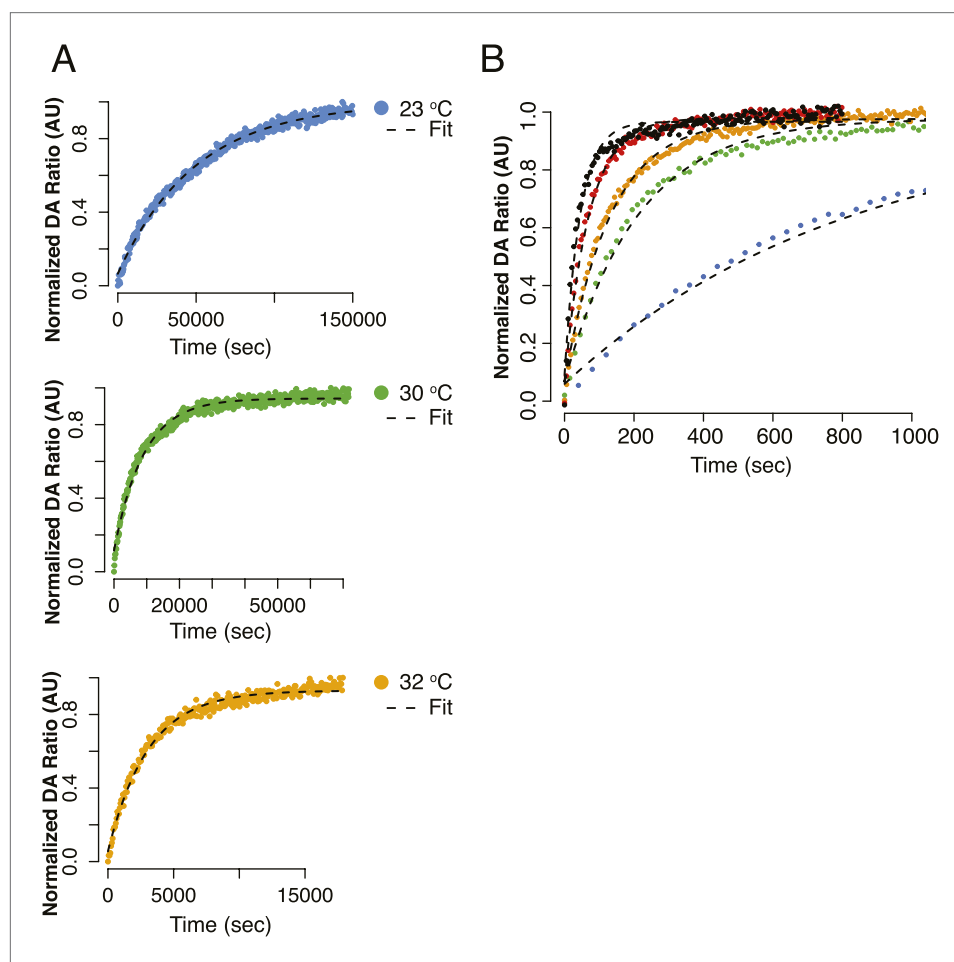 A
Normalized DA Ratio (AU)
0.0 0.4 0.8
23 °C
Fit
0 50000 150000
Time (sec)
Normalized DA Ratio (AU)
0.0 0.4 0.8
30 °C
Fit
0 20000 50000
Time (sec)
Normalized DA Ratio (AU)
0.0 0.4 0.8
32 °C
Fit
0 5000 15000
Time (sec)
B
Normalized DA Ratio (AU)
0.0 0.2 0.4 0.6 0.8 1.0
0 200 400 600 800 1000
Time (sec)